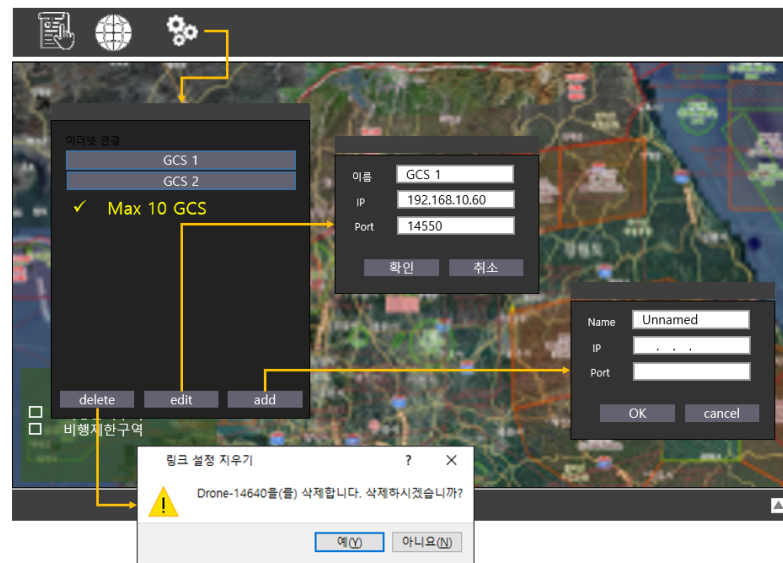 이더넷 연결
GCS 1
GCS 2
✓ Max 10 GCS
delete
edit
add
이름 GCS 1
IP 192.168.10.60
Port 14550
확인
취소
Name Unnamed
IP . . .
Port
OK
cancel
비행제한구역
링크 설정 지우기
? ×
Drone-14640을(를) 삭제합니다. 삭제하시겠습니까?
예(Y)
아니요(N)